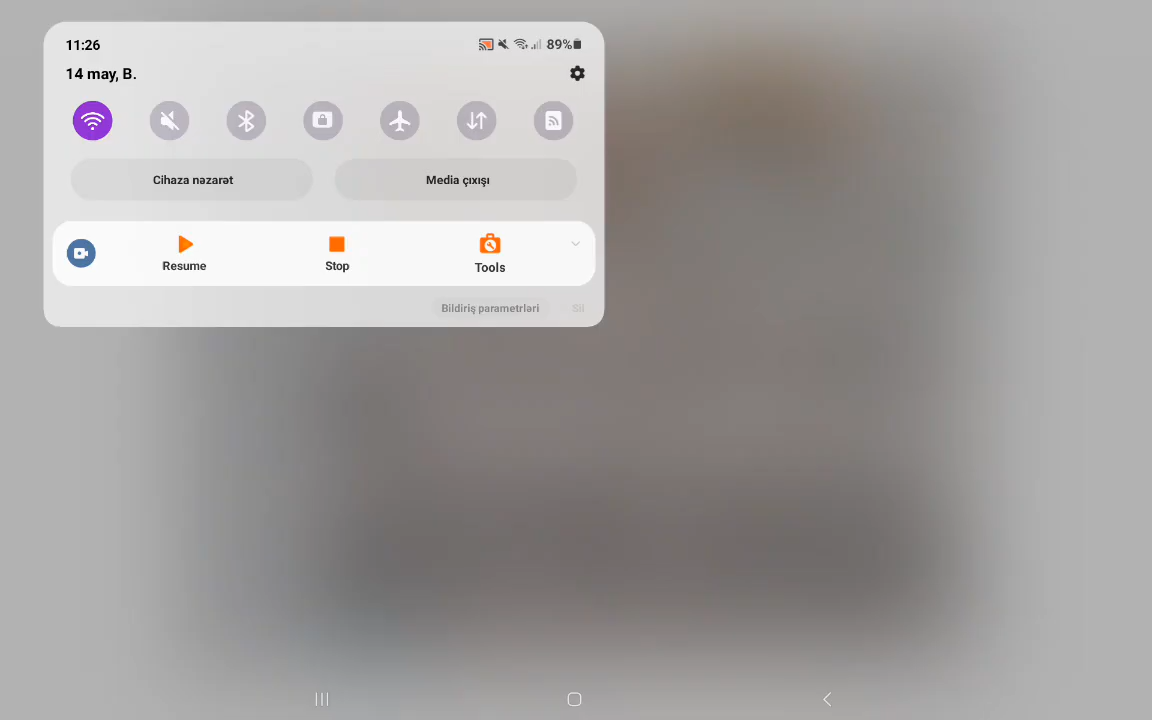 11:26
89%
14 may, B.
Cihaza nəzarət
Media çıxışı
Resume
Stop
Tools
Bildiriş parametrləri
Sil